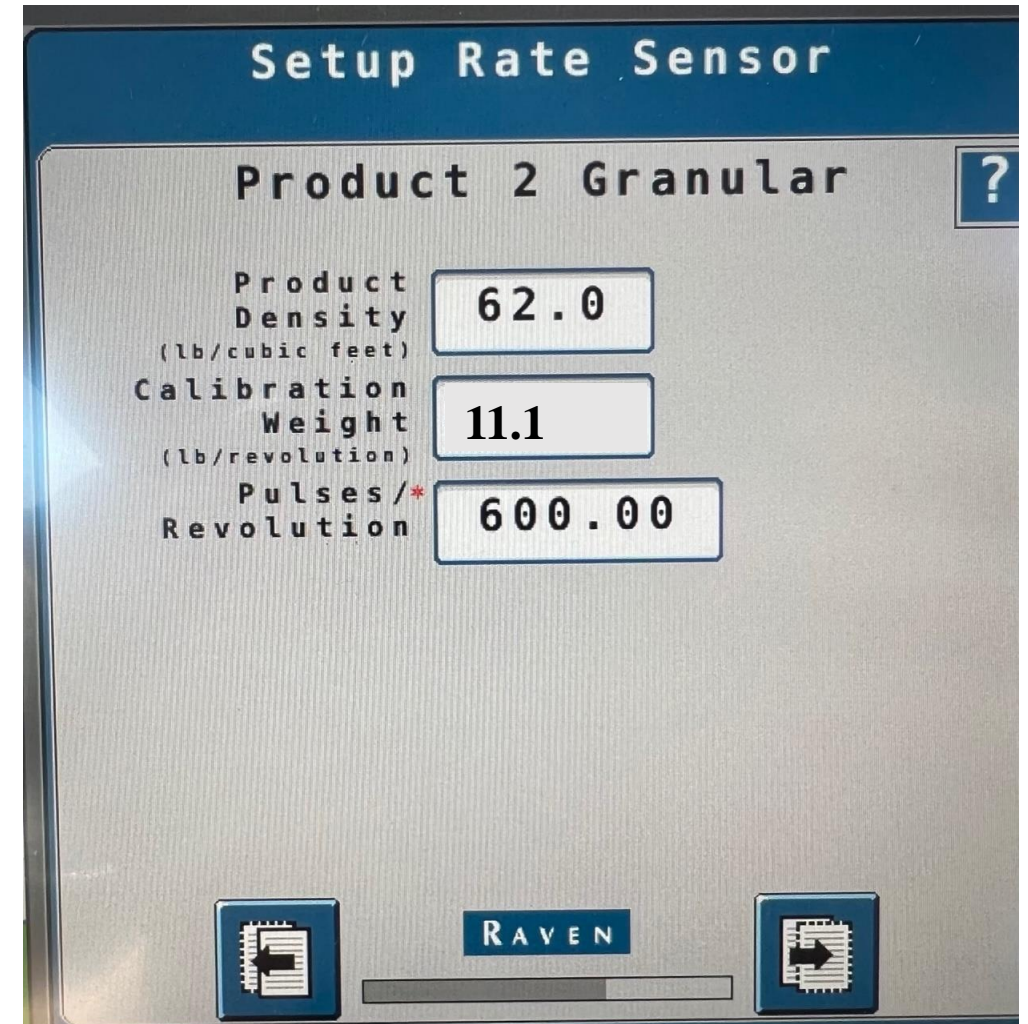 Setup Rate Sensor
Product 2 Granular
?
Product
Density
(lb/cubic feet)
62.0
Calibration
Weight
(lb/revolution)
11.1
Pulses/*
Revolution
600.00
RAVEN